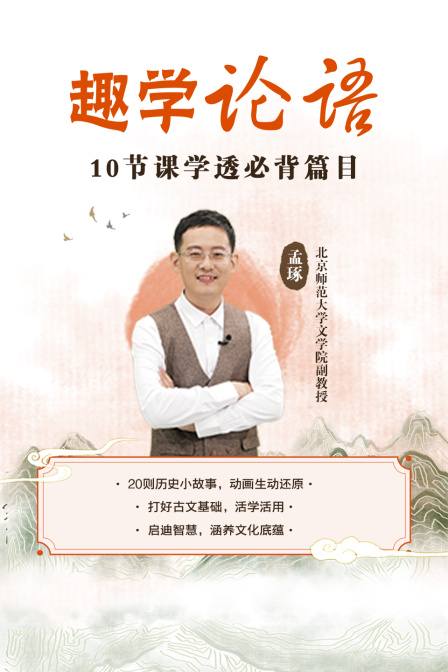 趣学论语
10节课学透必背篇目
孟琢
北京师范大学文学院副教授
· 20则历史小故事，动画生动还原 ·
· 打好古文基础，活学活用 ·
· 启迪智慧，涵养文化底蕴 ·